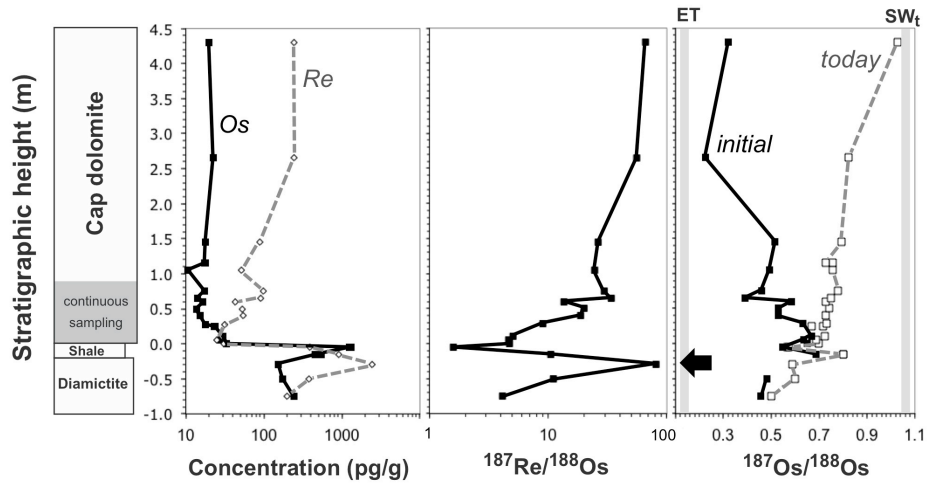 ET
SWt
Stratigraphic height (m)
Cap dolomite
continuous
sampling
Shale
Diamictite
4.5
4.0
3.5
3.0
2.5
2.0
1.5
1.0
0.5
0.0
-0.5
-1.0
Os
Re
initial
today
10 100 1000
1 10 100
0.1 0.3 0.5 0.7 0.9 1.1
Concentration (pg/g)
187Re/188Os
187Os/188Os